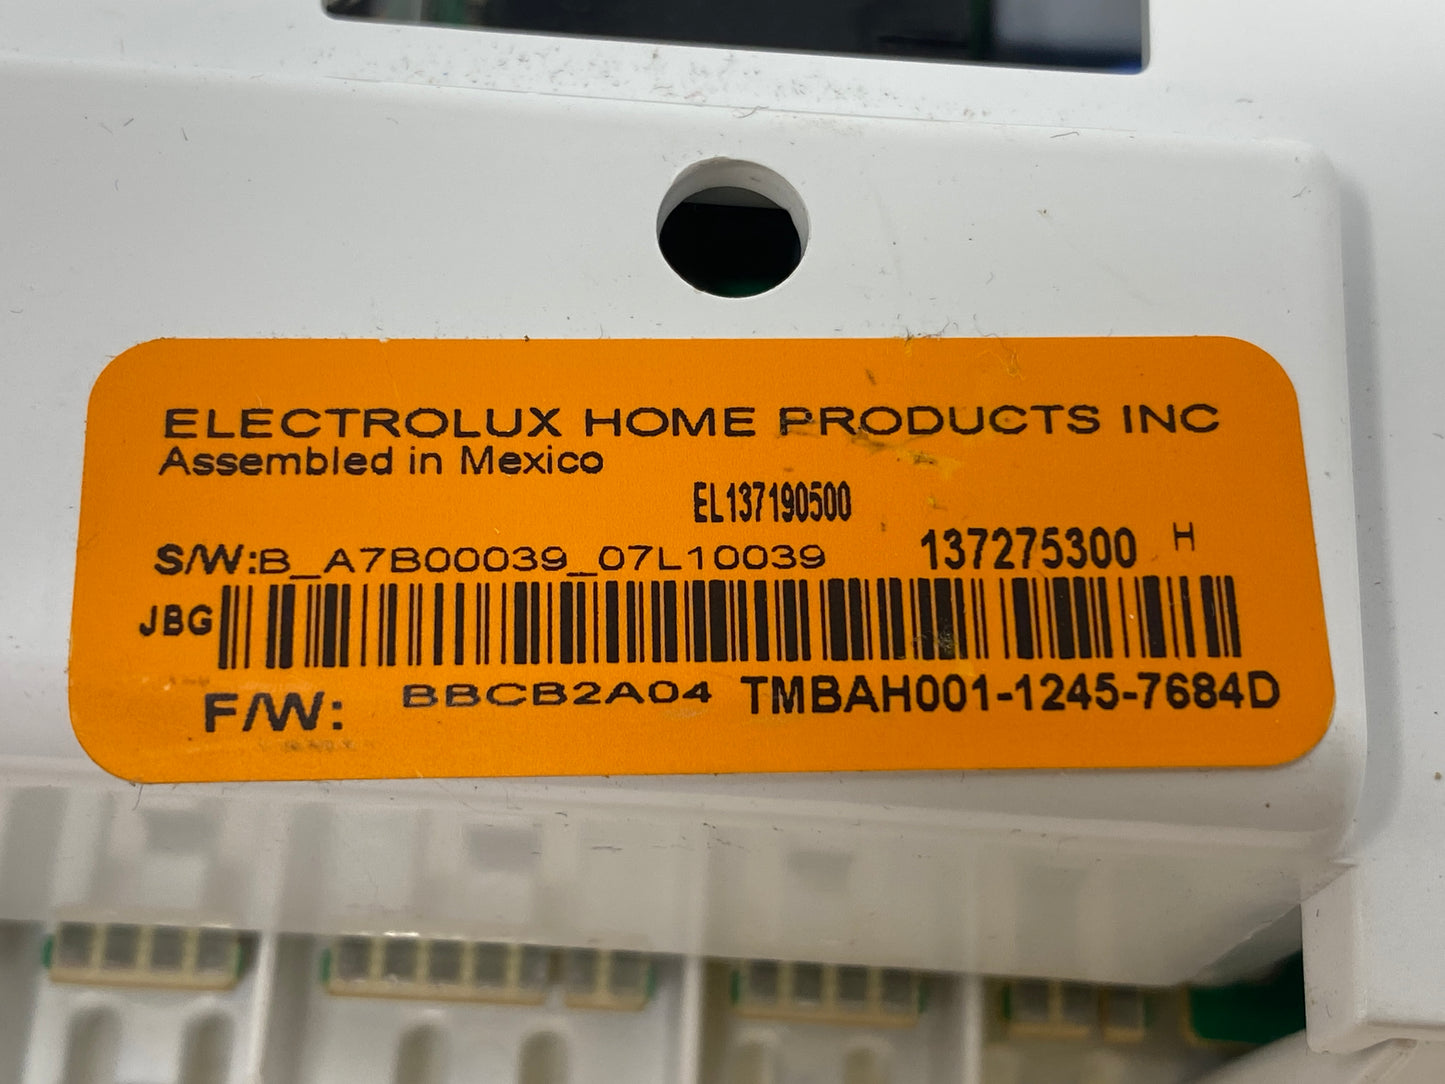 ELECTROLUX HOME PRODUCTS INC
Assembled in Mexico
EL137190500
S/W:B_A7B00039_07L10039 137275300 H
JBG
F/W: BBCB2A04 TMBAH001-1245-7684D